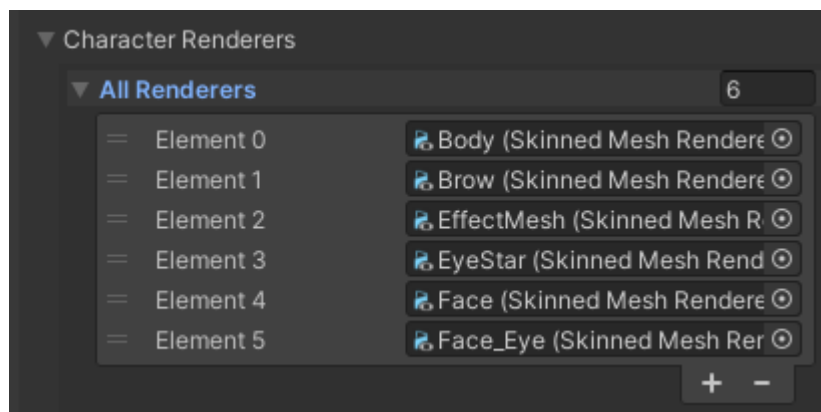 Character Renderers
All Renderers 6
Element 0 Body (Skinned Mesh Rendere
Element 1 Brow (Skinned Mesh Rendere
Element 2 EffectMesh (Skinned Mesh R
Element 3 EyeStar (Skinned Mesh Rend
Element 4 Face (Skinned Mesh Rendere
Element 5 Face_Eye (Skinned Mesh Rer
+ -